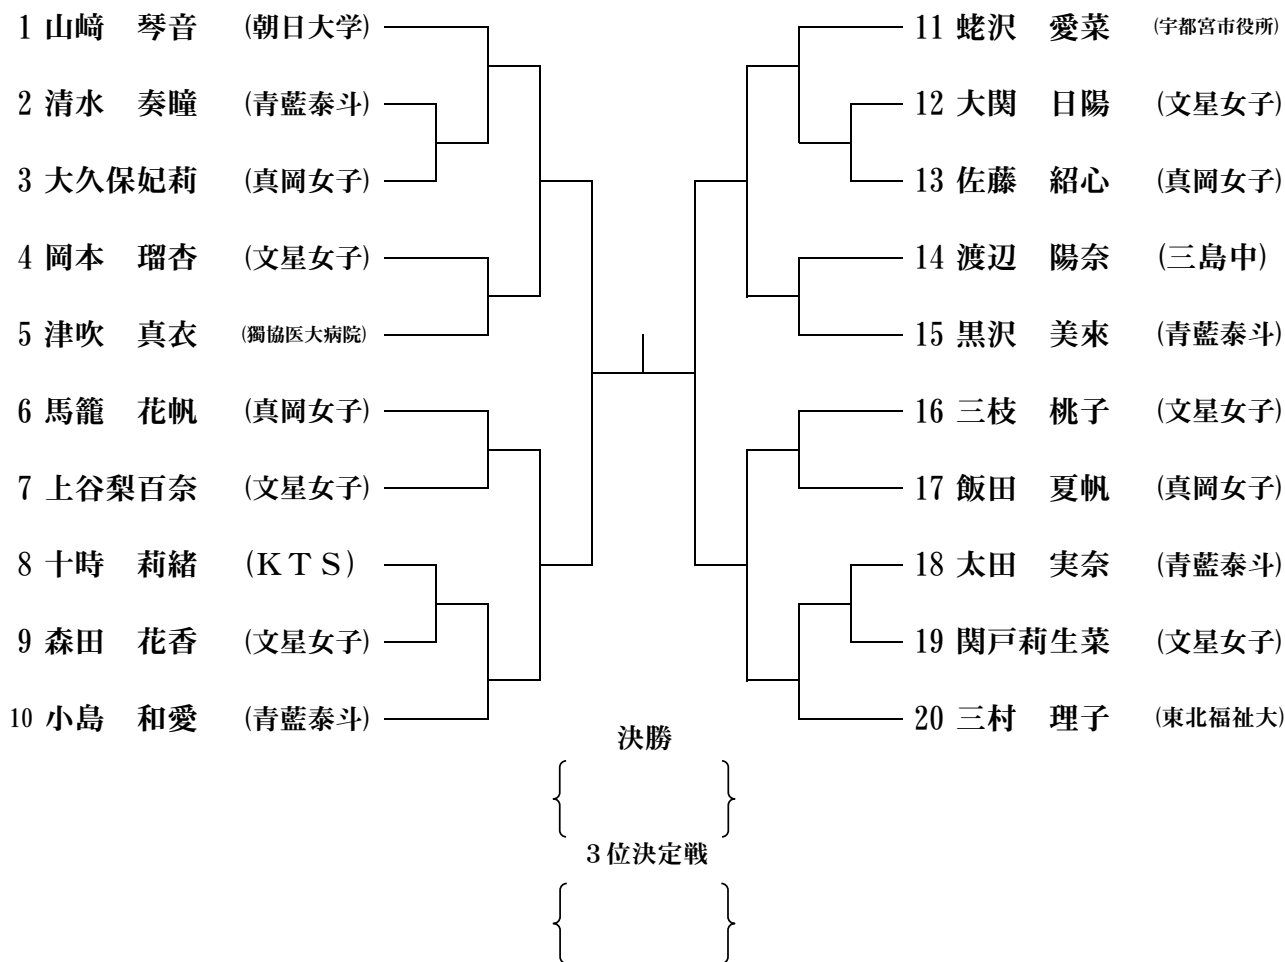 1 山﨑　琴音 (朝日大学)
2 清水　奏瞳 (青藍泰斗)
3 大久保妃莉 (真岡女子)
4 岡本　瑠杏 (文星女子)
5 津吹　真衣 (獨協医大病院)
6 馬籠　花帆 (真岡女子)
7 上谷梨百奈 (文星女子)
8 十時　莉緒 (ＫＴＳ)
9 森田　花香 (文星女子)
10 小島　和愛 (青藍泰斗)
11 蛯沢　愛菜 (宇都宮市役所)
12 大関　日陽 (文星女子)
13 佐藤　紹心 (真岡女子)
14 渡辺　陽奈 (三島中)
15 黒沢　美來 (青藍泰斗)
16 三枝　桃子 (文星女子)
17 飯田　夏帆 (真岡女子)
18 太田　実奈 (青藍泰斗)
19 関戸莉生菜 (文星女子)
20 三村　理子 (東北福祉大)
決勝
３位決定戦